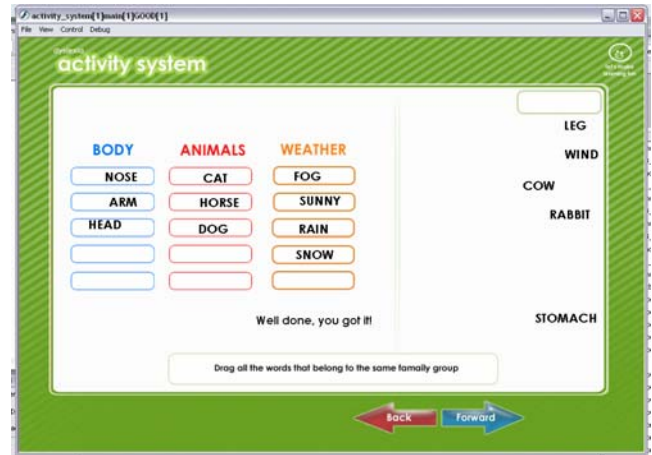 activity_system[1]main[1]GOOD[1]
File View Control Debug
dyslexia
activity system
BODY ANIMALS WEATHER
NOSE CAT FOG
ARM HORSE SUNNY
HEAD DOG RAIN
SNOW
LEG
WIND
COW
RABBIT
STOMACH
Well done, you got it!
Drag all the words that belong to the same famaily group
Back Forward